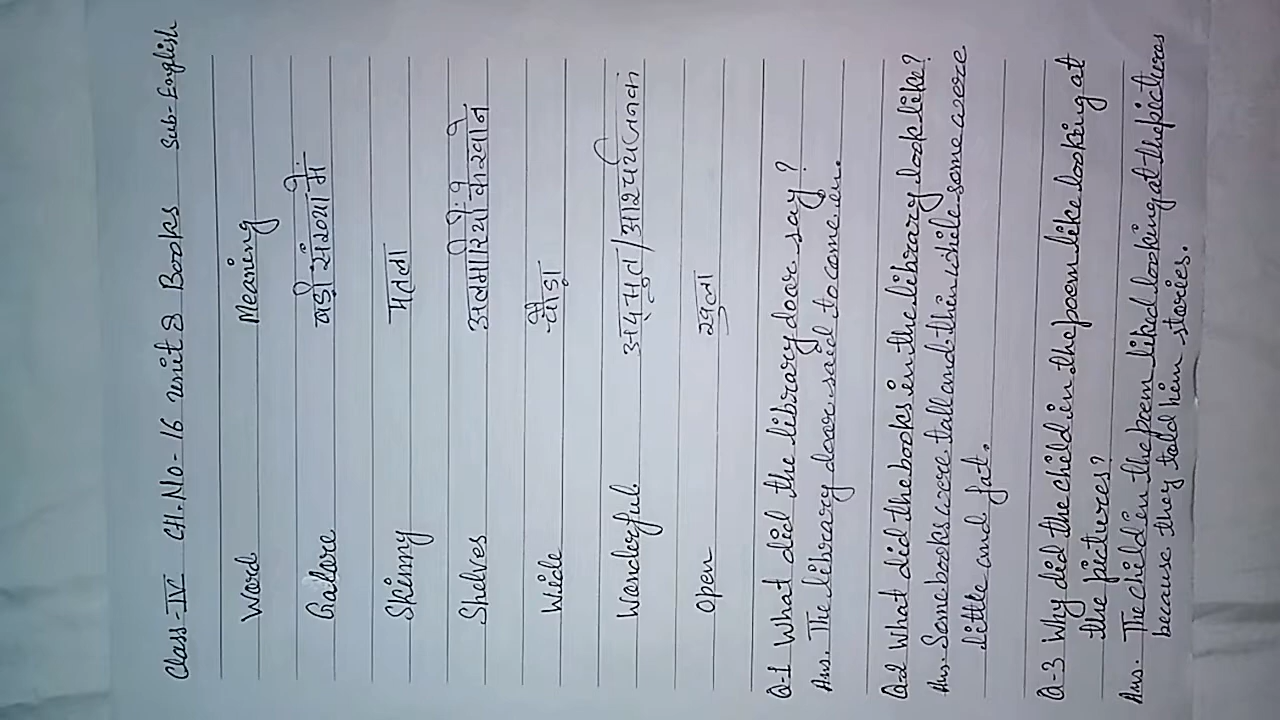 Class-IV CH.No-16 Unit 8 Books Sub-English
Word Meaning
Galore बड़ी संख्या में
Skinny पतला
Shelves अलमारियों के खाने
Wide चौड़ा
Wonderful अद्भुत/आश्चर्यजनक
Open खुला
Q-1 What did the library door say?
Ans. The library door said to come in.
Q-2 What did the books in the library look like?
Ans. Some books were tall and thin while some were
little and fat.
Q-3 Why did the child in the poem like looking at
the pictures?
Ans. The child in the poem liked looking at the pictures
because they told him stories.